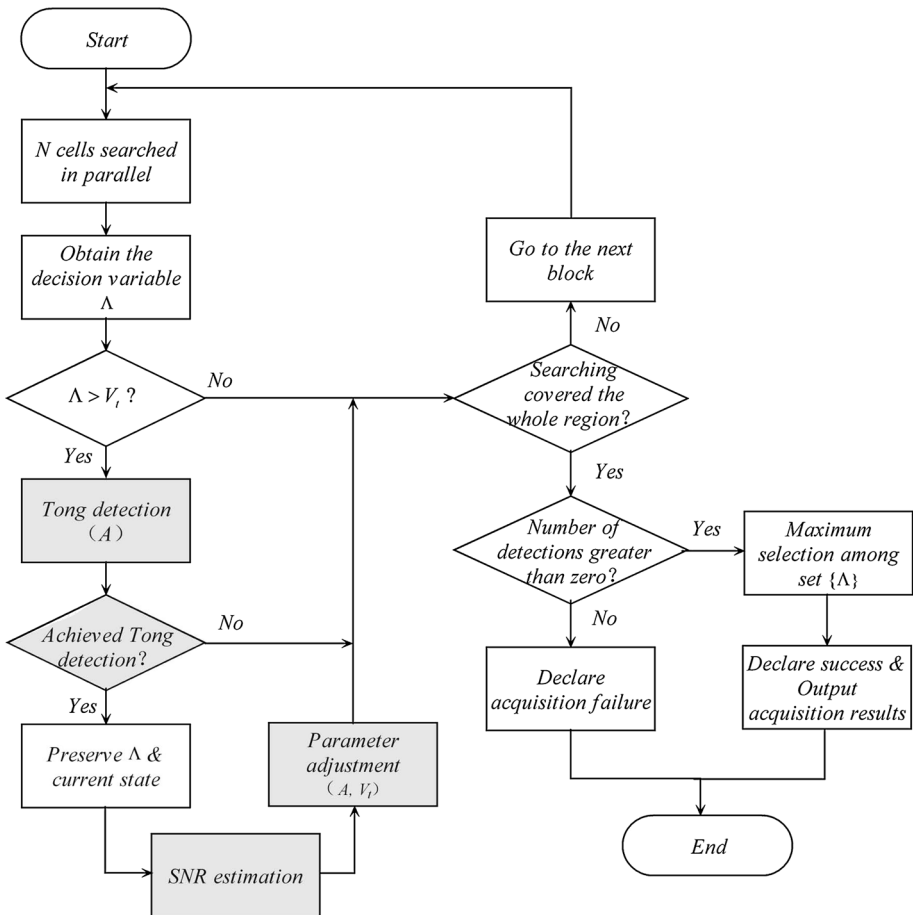 Start
N cells searched
in parallel
Obtain the
decision variable
Λ
Λ > Vₜ ?
No
Yes
Tong detection
（A）
Achieved Tong
detection?
No
Yes
Preserve Λ &
current state
SNR estimation
Parameter
adjustment
（A, Vₜ）
Go to the next
block
No
Searching
covered the
whole region?
Yes
Number of
detections greater
than zero?
Yes
No
Maximum
selection among
set {Λ}
Declare
acquisition failure
Declare success &
Output
acquisition results
End